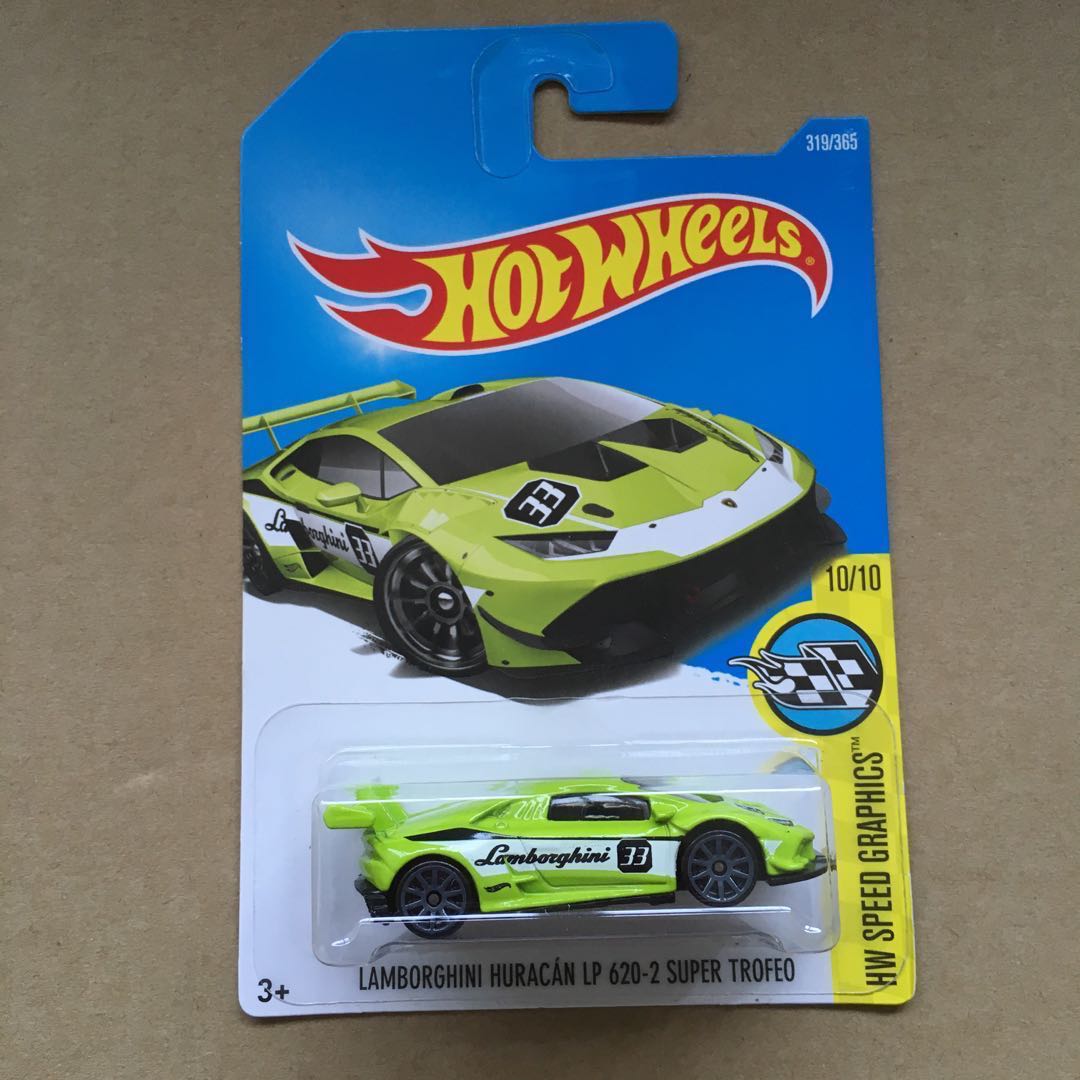 319/365
HOT WHEELS®
33
Lamborghini 33
10/10
HW SPEED GRAPHICS™
Lamborghini 33
LAMBORGHINI HURACÁN LP 620-2 SUPER TROFEO
3+